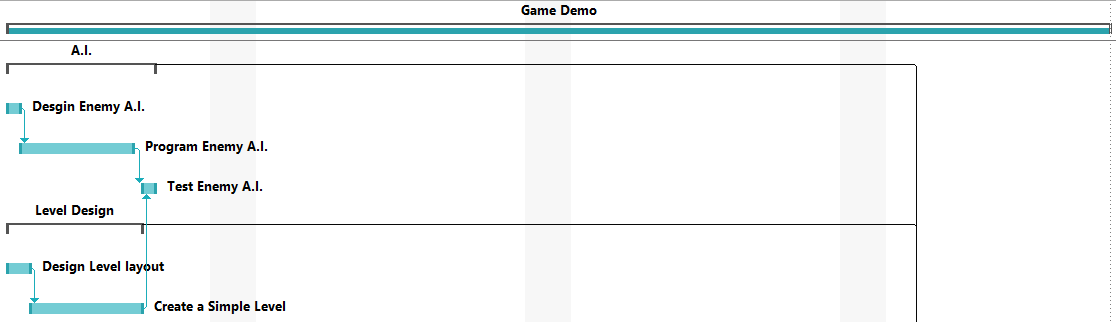 Game Demo
A.I.
Desgin Enemy A.I.
Program Enemy A.I.
Test Enemy A.I.
Level Design
Design Level layout
Create a Simple Level